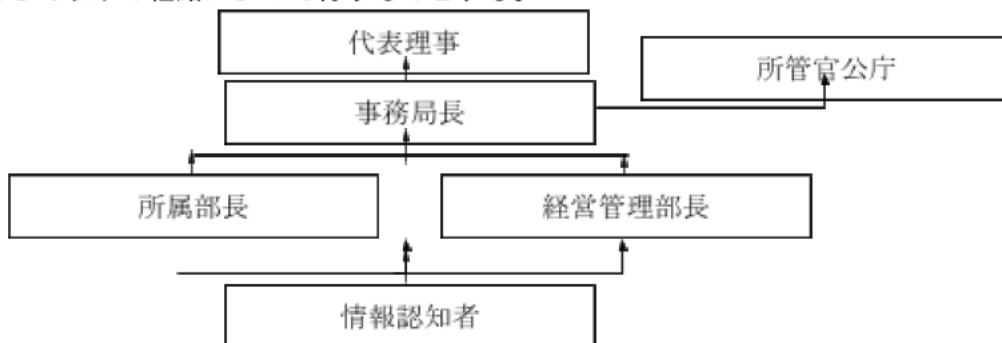 代表理事
所管官公庁
事務局長
所属部長
経営管理部長
情報認知者